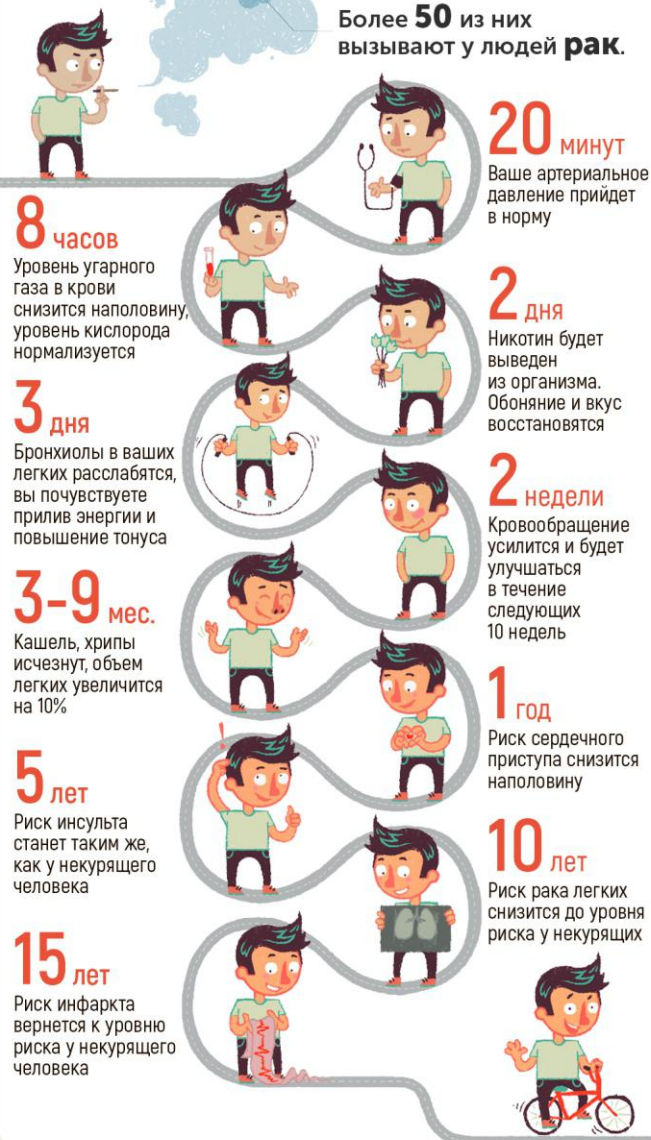 Более 50 из них
вызывают у людей рак.
20 минут
Ваше артериальное
давление прийдет
в норму
8 часов
Уровень угарного
газа в крови
снизится наполовину,
уровень кислорода
нормализуется
2 дня
Никотин будет
выведен
из организма.
Обоняние и вкус
восстановятся
3 дня
Бронхиолы в ваших
легких расслабятся,
вы почувствуете
прилив энергии и
повышение тонуса
2 недели
Кровообращение
усилится и будет
улучшаться
в течение
следующих
10 недель
3-9 мес.
Кашель, хрипы
исчезнут, объем
легких увеличится
на 10%
1 год
Риск сердечного
приступа снизится
наполовину
5 лет
Риск инсульта
станет таким же,
как у некурящего
человека
10 лет
Риск рака легких
снизится до уровня
риска у некурящих
15 лет
Риск инфаркта
вернется к уровню
риска у некурящего
человека